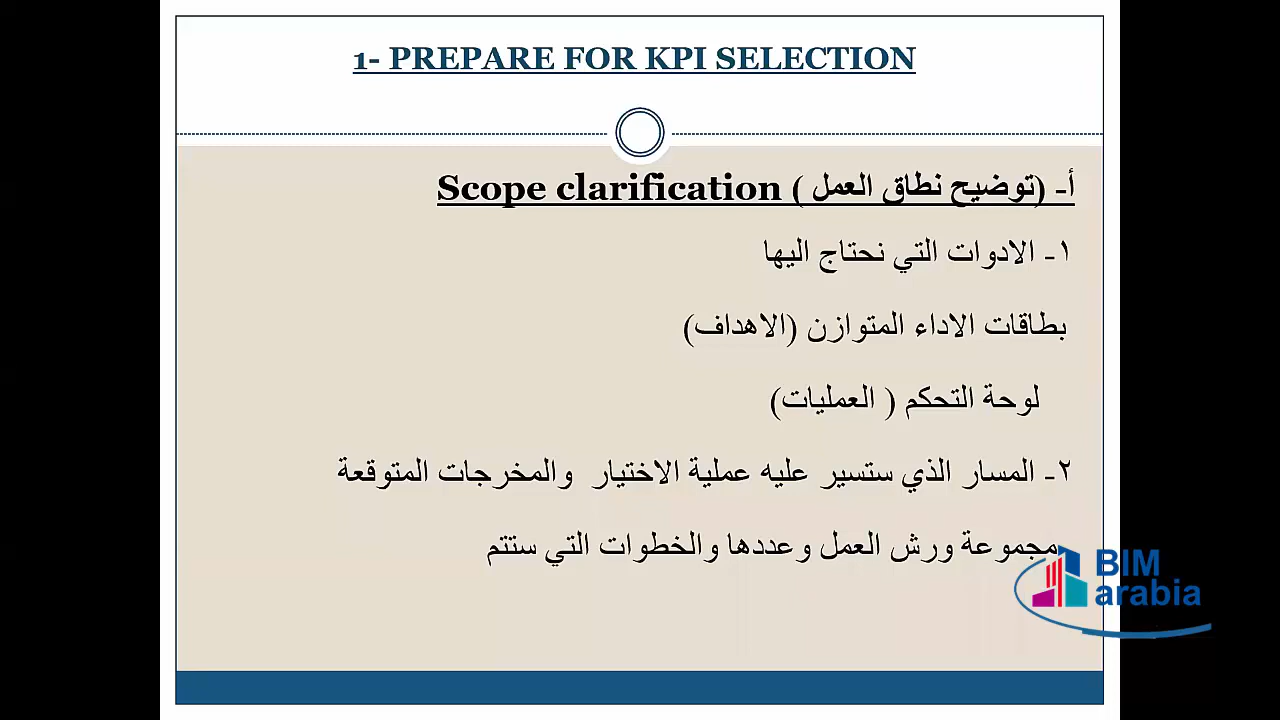 1- PREPARE FOR KPI SELECTION
أ- (توضيح نطاق العمل ) Scope clarification
١- الادوات التي نحتاج اليها
بطاقات الاداء المتوازن (الاهداف)
لوحة التحكم ( العمليات)
٢- المسار الذي ستسير عليه عملية الاختيار والمخرجات المتوقعة
مجموعة ورش العمل وعددها والخطوات التي ستتم
BIM
arabia